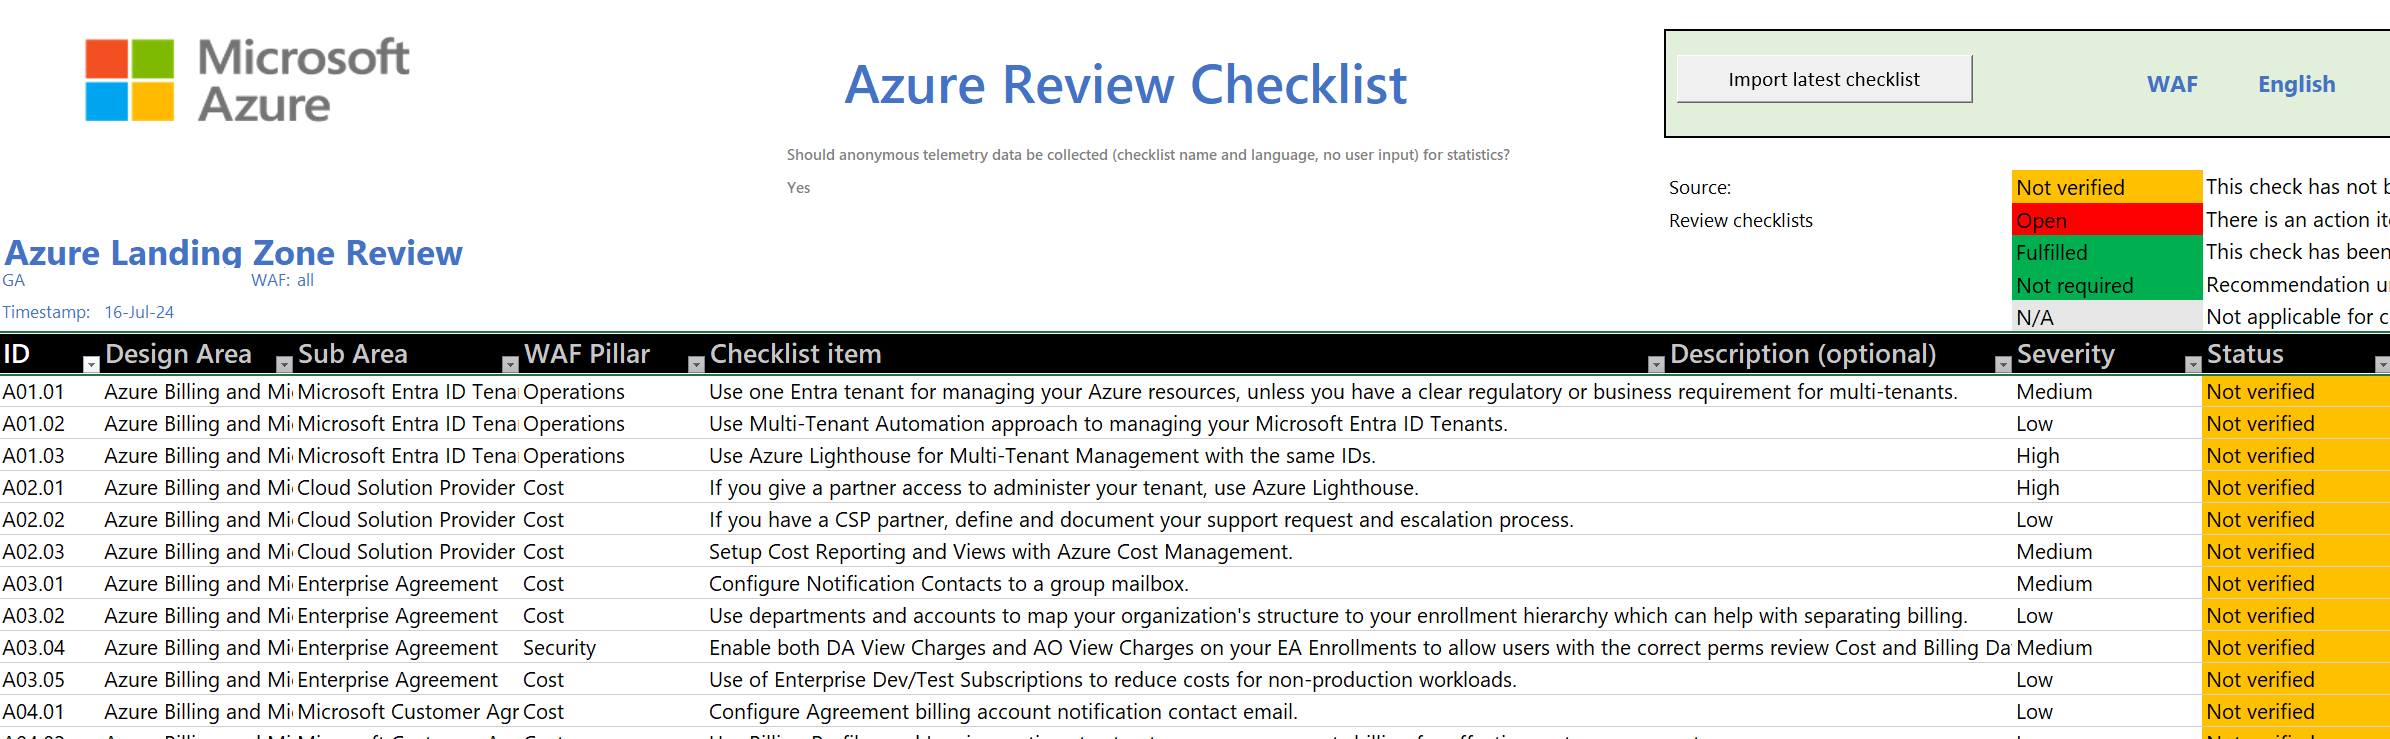 Microsoft
Azure
Azure Review Checklist
Import latest checklist
WAF English
Should anonymous telemetry data be collected (checklist name and language, no user input) for statistics?
Yes
Source: Not verified This check has not
Review checklists Open There is an action
Fulfilled This check has been
Not required Recommendation
N/A Not applicable for
Azure Landing Zone Review
GA WAF: all
Timestamp: 16-Jul-24
ID Design Area Sub Area WAF Pillar Checklist item Description (optional) Severity Status
A01.01 Azure Billing and Mi Microsoft Entra ID Tena Operations Use one Entra tenant for managing your Azure resources, unless you have a clear regulatory or business requirement for multi-tenants. Medium Not verified
A01.02 Azure Billing and Mi Microsoft Entra ID Tena Operations Use Multi-Tenant Automation approach to managing your Microsoft Entra ID Tenants. Low Not verified
A01.03 Azure Billing and Mi Microsoft Entra ID Tena Operations Use Azure Lighthouse for Multi-Tenant Management with the same IDs. High Not verified
A02.01 Azure Billing and Mi Cloud Solution Provider Cost If you give a partner access to administer your tenant, use Azure Lighthouse. High Not verified
A02.02 Azure Billing and Mi Cloud Solution Provider Cost If you have a CSP partner, define and document your support request and escalation process. Low Not verified
A02.03 Azure Billing and Mi Cloud Solution Provider Cost Setup Cost Reporting and Views with Azure Cost Management. Medium Not verified
A03.01 Azure Billing and Mi Enterprise Agreement Cost Configure Notification Contacts to a group mailbox. Medium Not verified
A03.02 Azure Billing and Mi Enterprise Agreement Cost Use departments and accounts to map your organization's structure to your enrollment hierarchy which can help with separating billing. Low Not verified
A03.04 Azure Billing and Mi Enterprise Agreement Security Enable both DA View Charges and AO View Charges on your EA Enrollments to allow users with the correct perms review Cost and Billing Da Medium Not verified
A03.05 Azure Billing and Mi Enterprise Agreement Cost Use of Enterprise Dev/Test Subscriptions to reduce costs for non-production workloads. Low Not verified
A04.01 Azure Billing and Mi Microsoft Customer Agr Cost Configure Agreement billing account notification contact email. Low Not verified